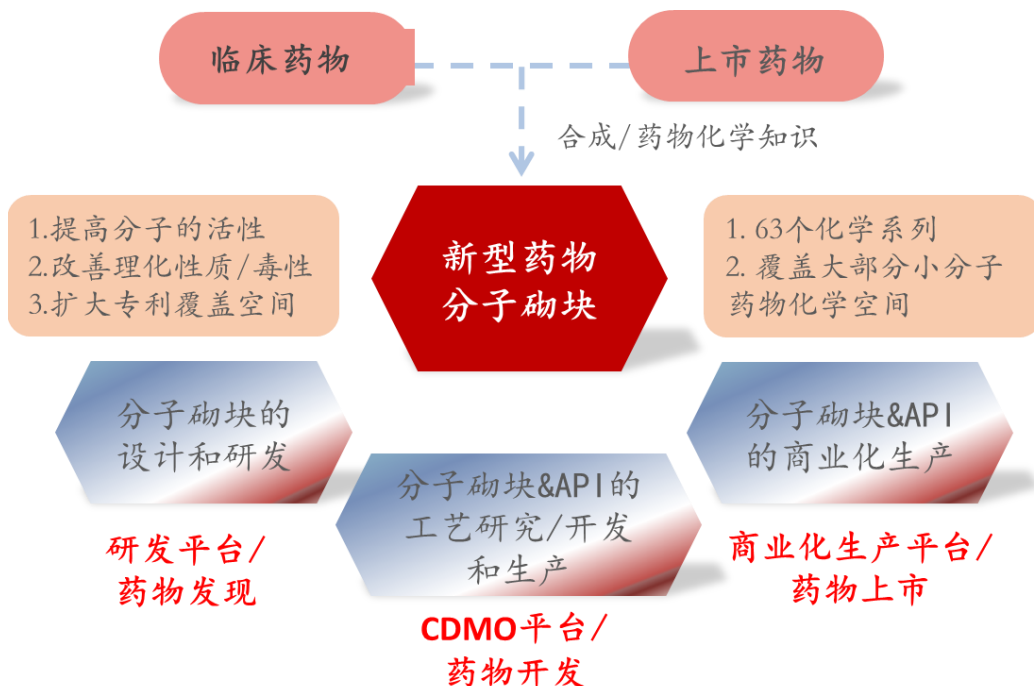 临床药物
上市药物
合成/药物化学知识
1.提高分子的活性
2.改善理化性质/毒性
3.扩大专利覆盖空间
新型药物
分子砌块
1. 63个化学系列
2. 覆盖大部分小分子
药物化学空间
分子砌块的
设计和研发
分子砌块&API的
工艺研究/开发
和生产
分子砌块&API
的商业化生产
研发平台/
药物发现
CDMO平台/
药物开发
商业化生产平台/
药物上市